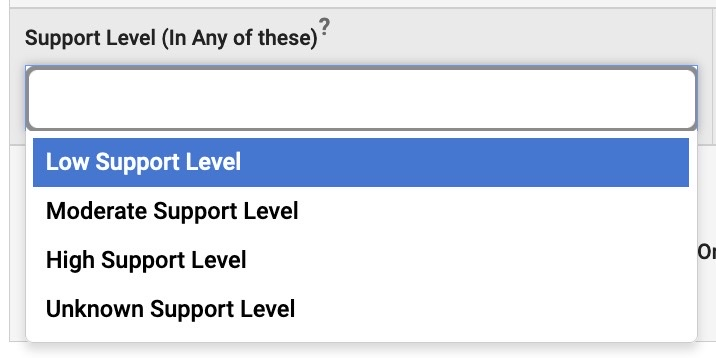 Support Level (In Any of these)?
Low Support Level
Moderate Support Level
High Support Level
Unknown Support Level